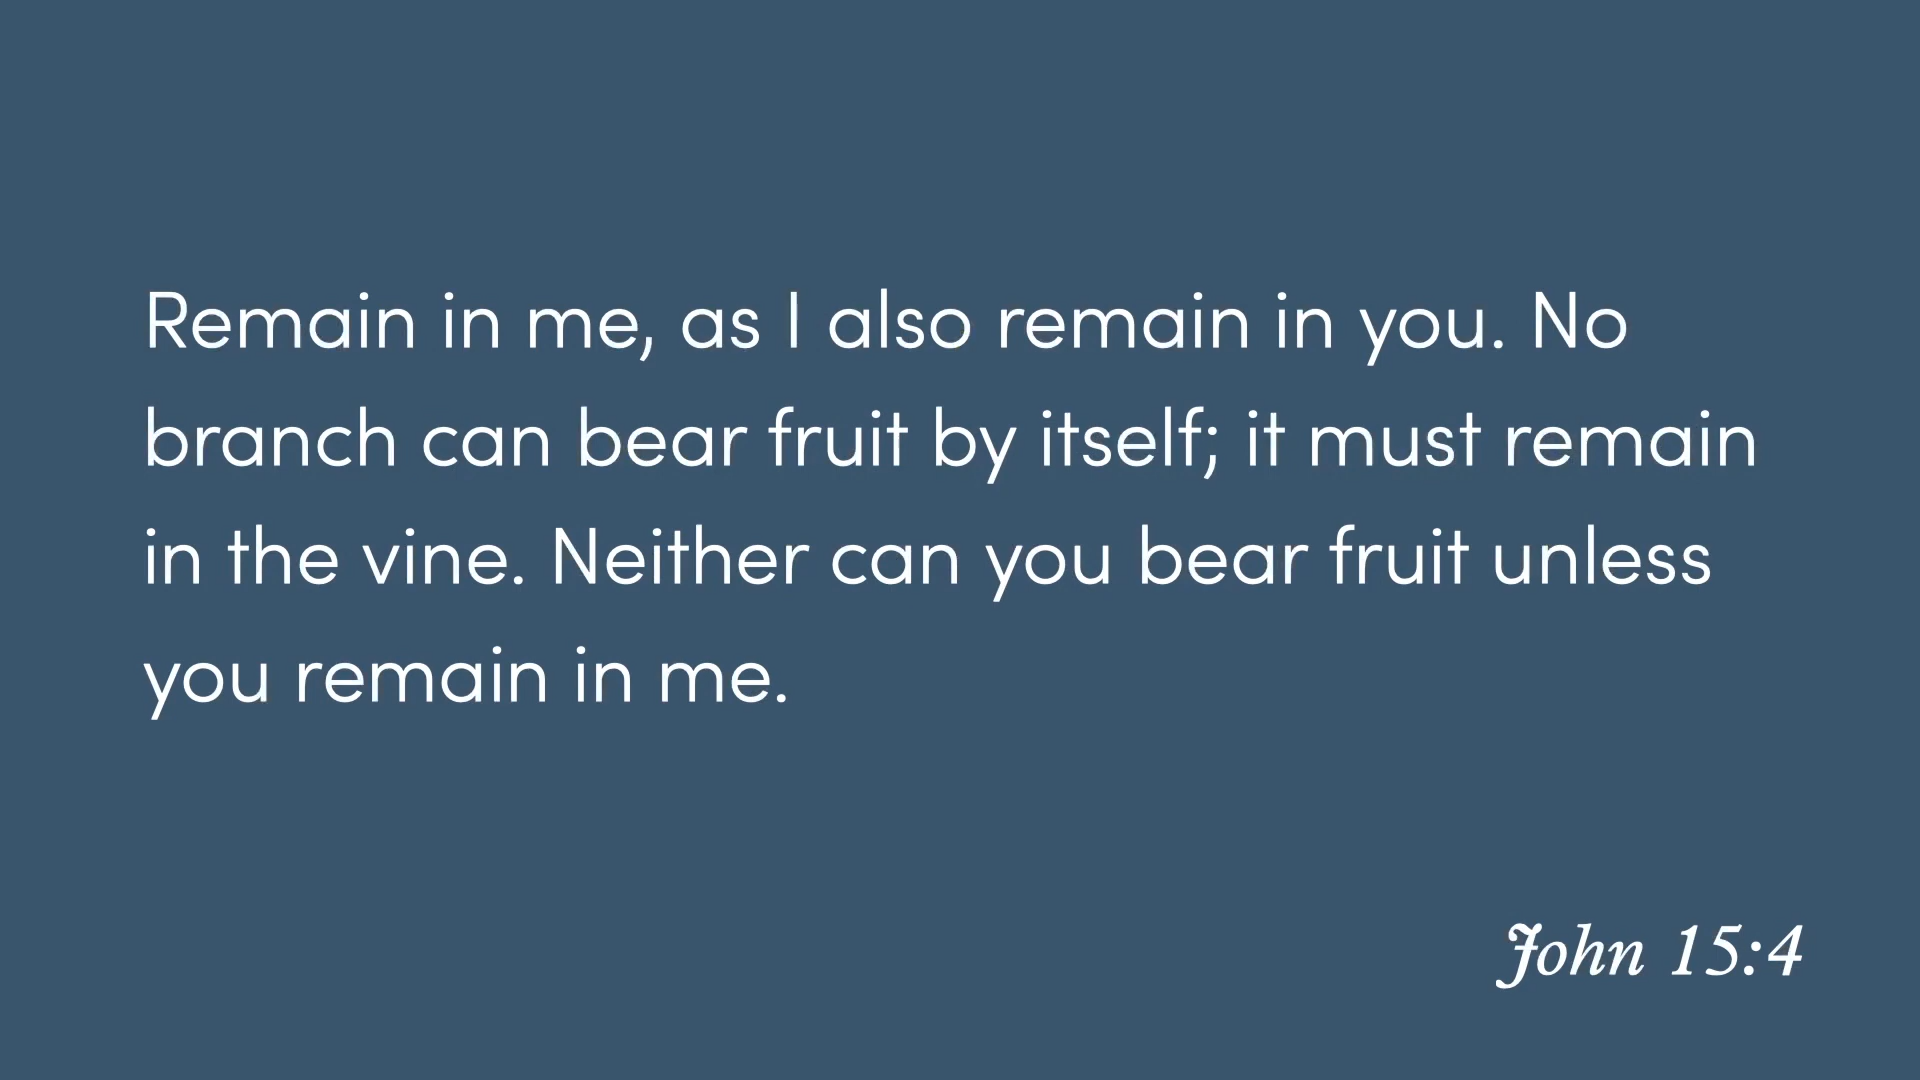 Remain in me, as I also remain in you. No
branch can bear fruit by itself; it must remain
in the vine. Neither can you bear fruit unless
you remain in me.
John 15:4